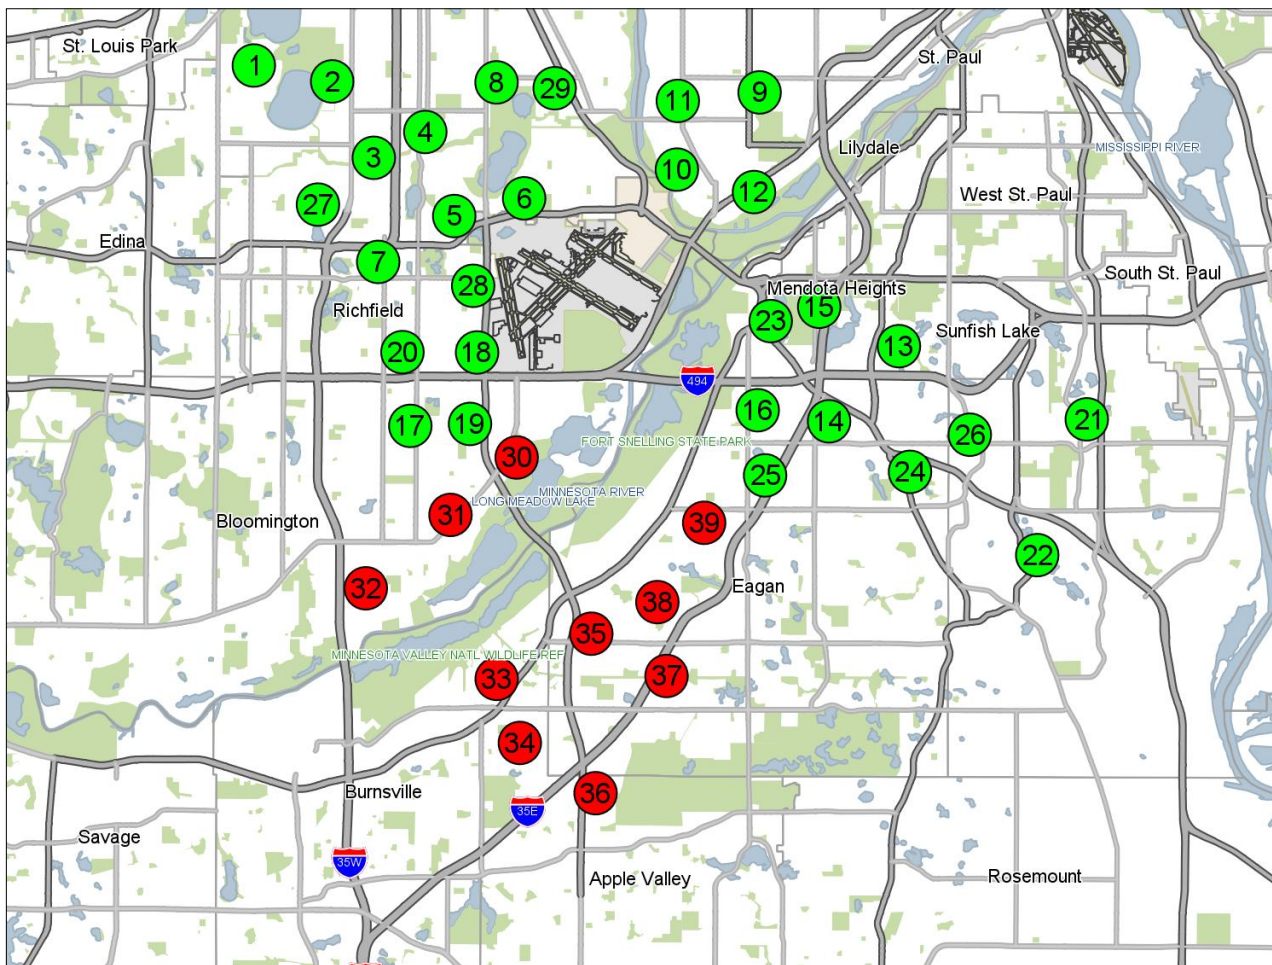 St. Louis Park
St. Paul
1
2
8
29
11
9
4
3
10
Lilydale
MISSISSIPPI RIVER
12
West St. Paul
27
5
6
Edina
7
28
South St. Paul
Mendota Heights
Richfield
15
23
Sunfish Lake
13
20
18
494
16
14
21
17
19
26
FORT SNELLING STATE PARK
30
25
24
MINNESOTA RIVER
LONG MEADOW LAKE
31
Bloomington
39
22
32
Eagan
38
35
MINNESOTA VALLEY NATL WILDLIFE REF
33
37
34
Burnsville
36
35E
Savage
35W
Apple Valley
Rosemount